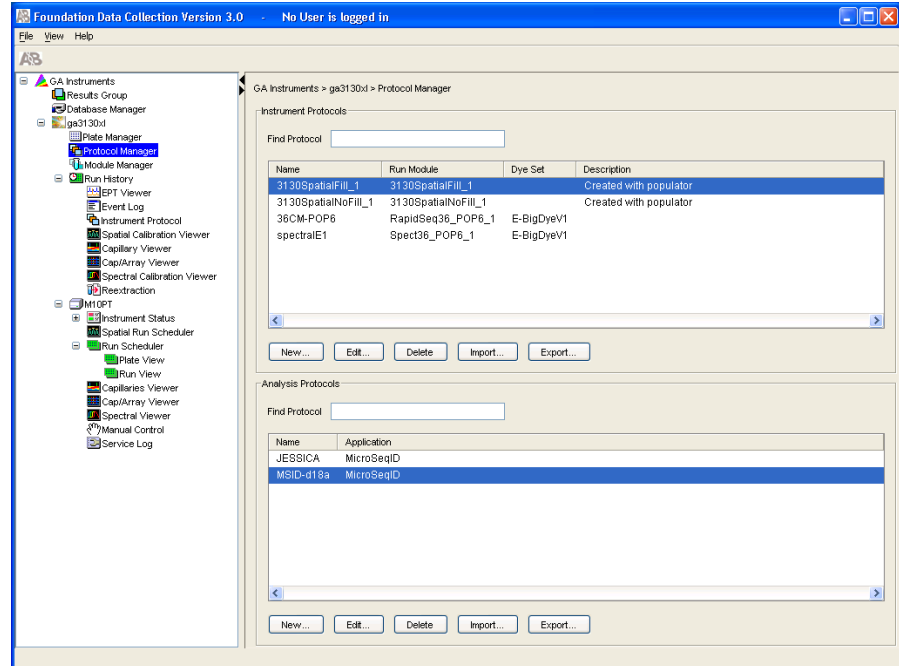 Foundation Data Collection Version 3.0 - No User is logged in
File View Help
AB
GA Instruments
Results Group
Database Manager
ga3130xl
Plate Manager
Protocol Manager
Module Manager
Run History
EPT Viewer
Event Log
Instrument Protocol
Spatial Calibration Viewer
Capillary Viewer
Cap/Array Viewer
Spectral Calibration Viewer
Reextraction
M10PT
Instrument Status
Spatial Run Scheduler
Run Scheduler
Plate View
Run View
Capillaries Viewer
Cap/Array Viewer
Spectral Viewer
Manual Control
Service Log
GA Instruments > ga3130xl > Protocol Manager
Instrument Protocols
Find Protocol
Name Run Module Dye Set Description
3130SpatialFill_1 3130SpatialFill_1 Created with populator
3130SpatialNoFill_1 3130SpatialNoFill_1 Created with populator
36CM-POP6 RapidSeq36_POP6_1 E-BigDyeV1
spectralE1 Spect36_POP6_1 E-BigDyeV1
New... Edit... Delete Import... Export...
Analysis Protocols
Find Protocol
Name Application
JESSICA MicroSeqID
MSID-d18a MicroSeqID
New... Edit... Delete Import... Export...